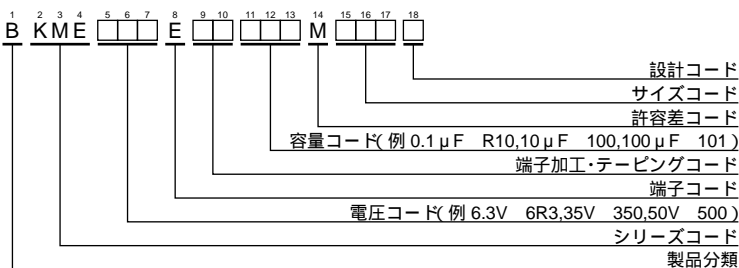 1 2 3 4 5 6 7 8 9 10 11 12 13 14 15 16 17 18
B KME □□□ E □□ □□□ M □□□ □
設計コード
サイズコード
許容差コード
容量コード( 例 0.1μF R10,10μF 100,100μF 101 )
端子加工・テーピングコード
端子コード
電圧コード( 例 6.3V 6R3,35V 350,50V 500 )
シリーズコード
製品分類